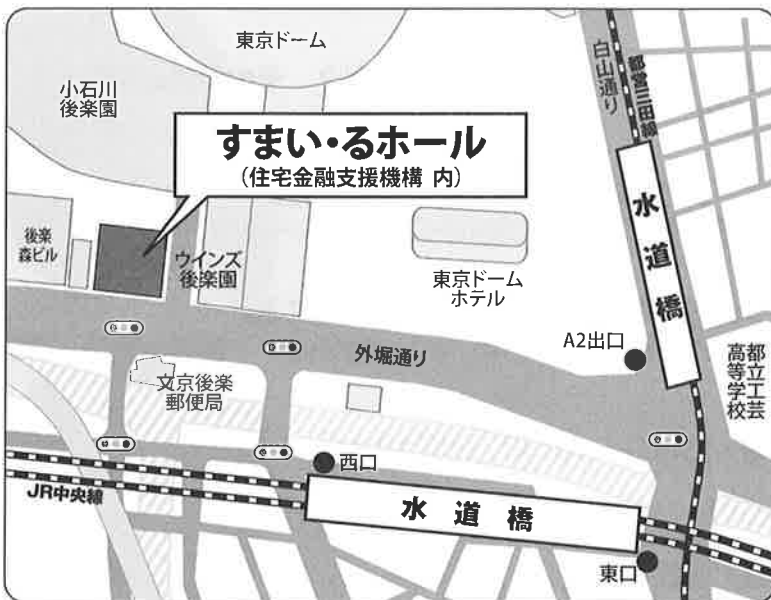 東京ドーム
小石川
後楽園
すまい・るホール
(住宅金融支援機構 内)
白山通り
都営三田線
水道橋
後楽
森ビル
ウインズ
後楽園
東京ドーム
ホテル
A2出口
都立工芸
高等学校
外堀通り
文京後楽
郵便局
西口
JR中央線
水道橋
東口